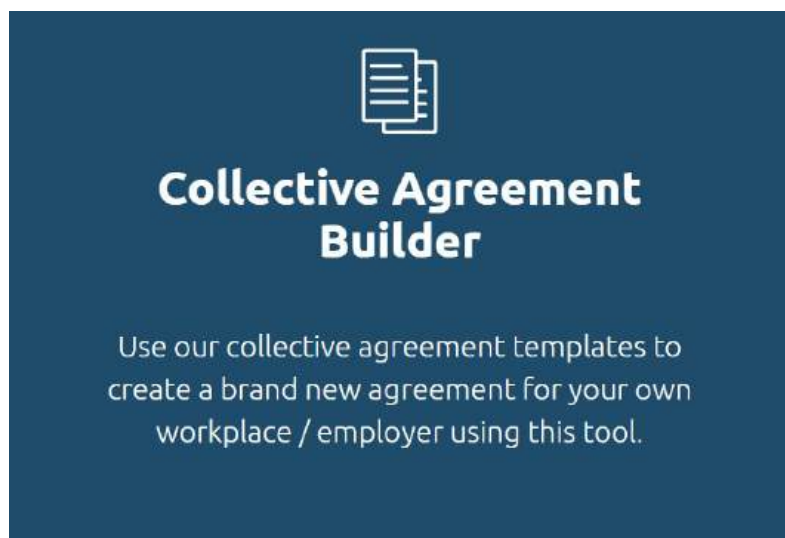 Collective Agreement
Builder
Use our collective agreement templates to
create a brand new agreement for your own
workplace / employer using this tool.